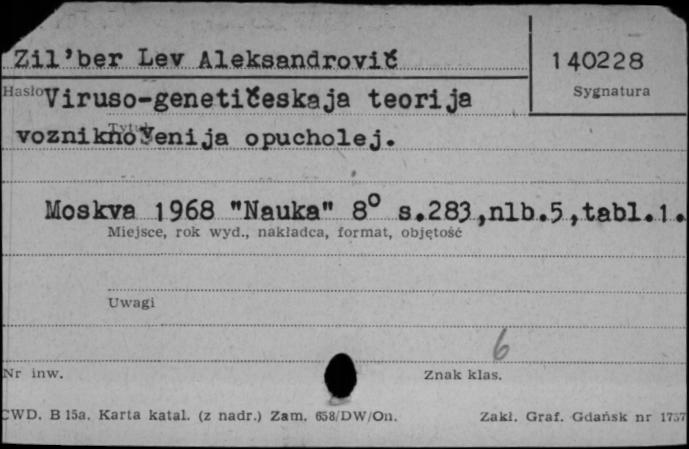 Zil'ber Lev Aleksandrovič
140228
Hasło
Sygnatura
Viruso-genetičeskaja teorija
Tytuł
vozniknovenija opucholej.
Moskva 1968 "Nauka" 8° s.283,nlb.5,tabl.1.
Miejsce, rok wyd., nakładca, format, objętość
Uwagi
6
Nr inw.
Znak klas.
CWD. B 15a. Karta katal. (z nadr.) Zam. 658/DW/On.
Zakł. Graf. Gdańsk nr 1757